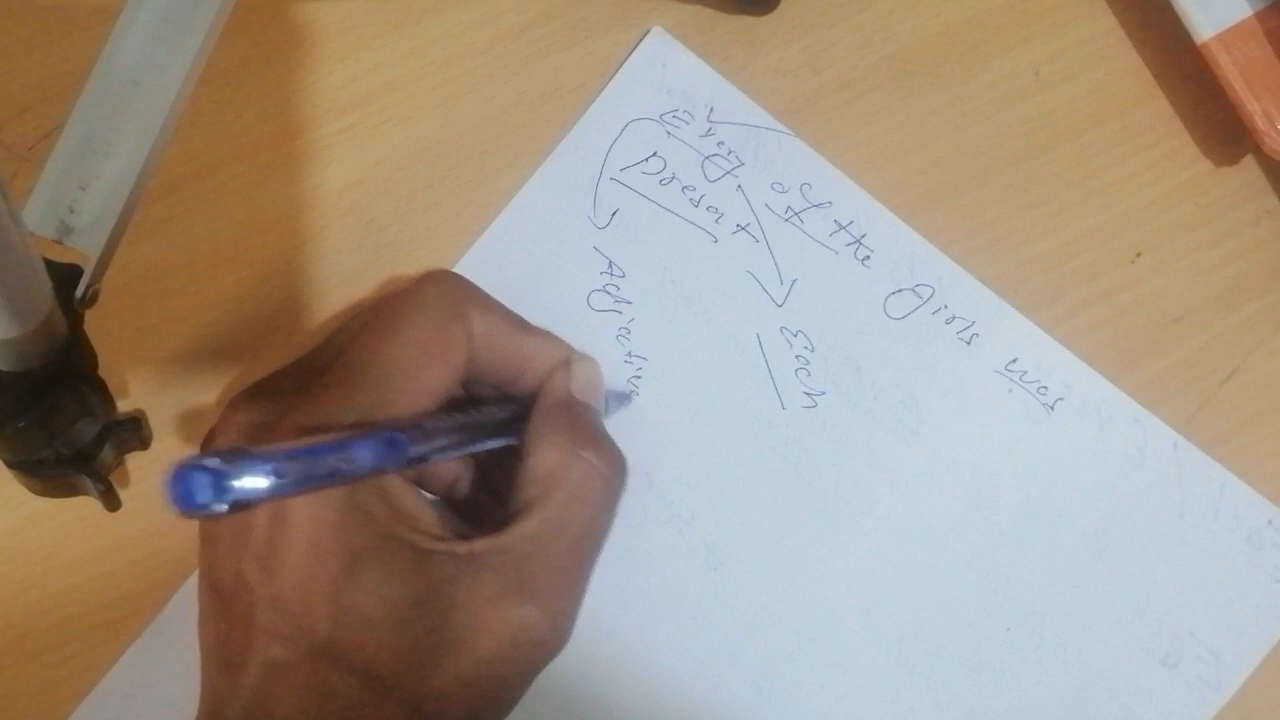 Every of the girls was
present
Each
Adjective